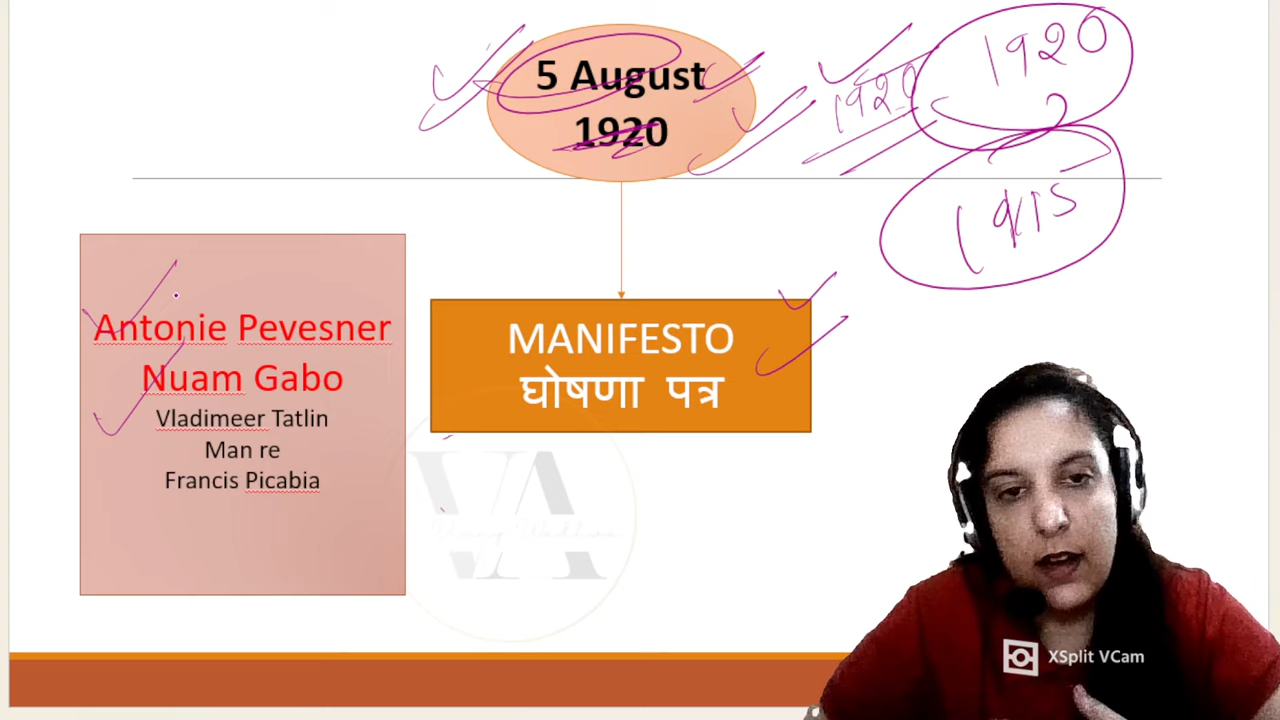 5 August
1920
1920
1920
1915
Antonie Pevesner
Nuam Gabo
Vladimeer Tatlin
Man re
Francis Picabia
MANIFESTO
घोषणा पत्र
VA
XSplit VCam